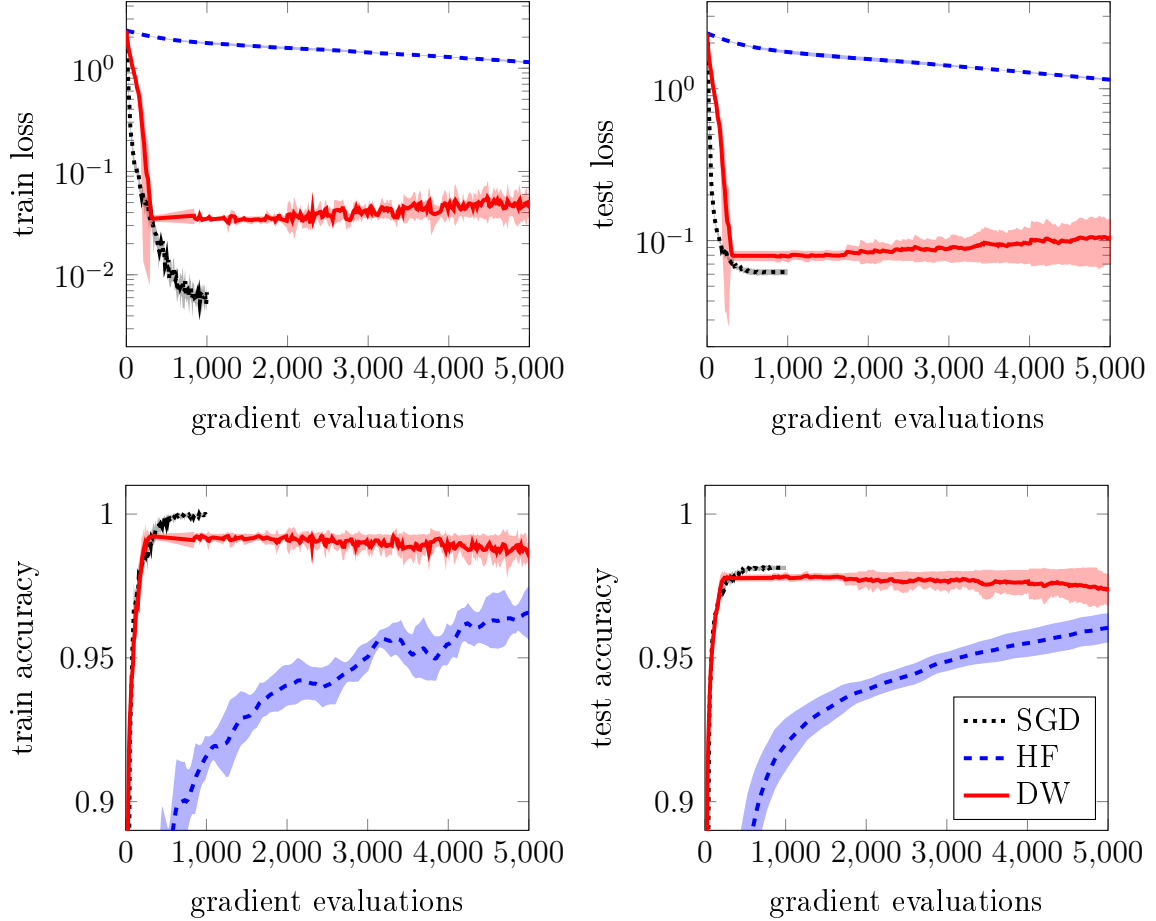 train loss
10^0
10^−1
10^−2
0 1,000 2,000 3,000 4,000 5,000
gradient evaluations
test loss
10^0
10^−1
0 1,000 2,000 3,000 4,000 5,000
gradient evaluations
train accuracy
1
0.95
0.9
0 1,000 2,000 3,000 4,000 5,000
gradient evaluations
test accuracy
1
0.95
0.9
SGD
HF
DW
0 1,000 2,000 3,000 4,000 5,000
gradient evaluations